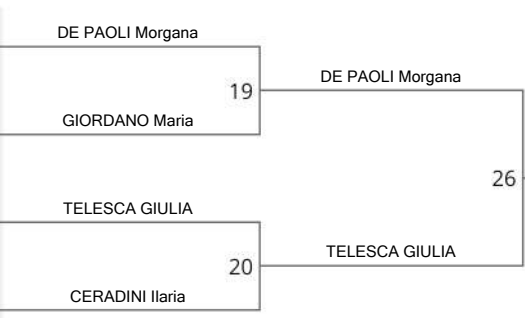 DE PAOLI Morgana
19
DE PAOLI Morgana
GIORDANO Maria
26
TELESCA GIULIA
20
TELESCA GIULIA
CERADINI Ilaria